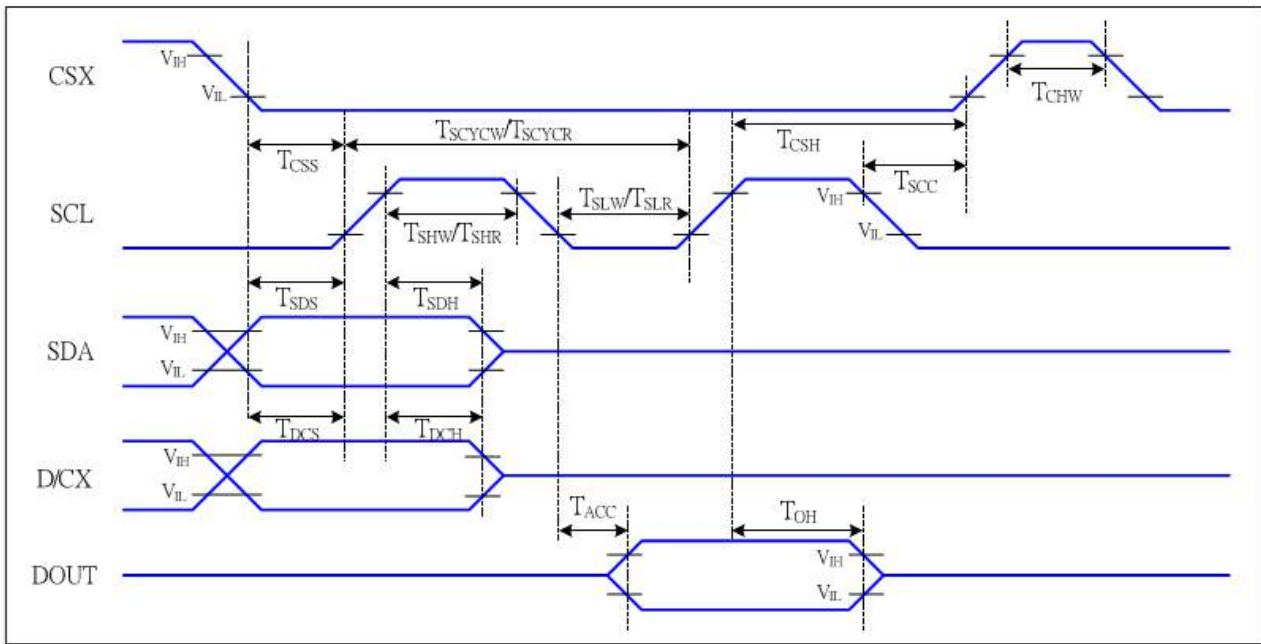 CSX
VIH
VIL
TCHW
TSCYCW/TSCYCR
TCSS
TCSH
TSCC
SCL
TSLW/TSLR
TSHW/TSHR
VIH
VIL
TSDS
TSDH
SDA
VIH
VIL
TDCS
TDCH
D/CX
VIH
VIL
TACC
TOH
DOUT
VIH
VIL